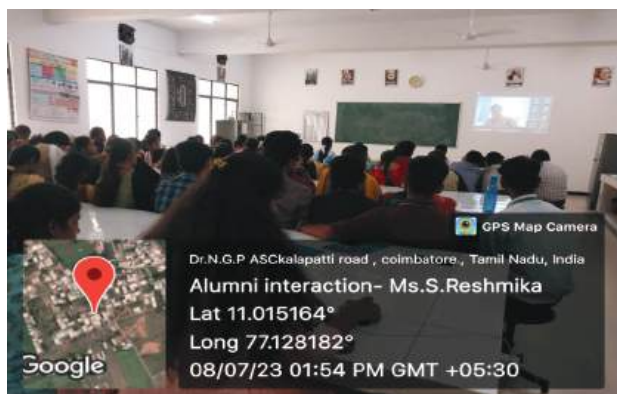 GPS Map Camera
Dr.N.G.P ASCkalapatti road , coimbatore., Tamil Nadu, India
Alumni interaction- Ms.S.Reshmika
Lat 11.015164°
Long 77.128182°
08/07/23 01:54 PM GMT +05:30
Google